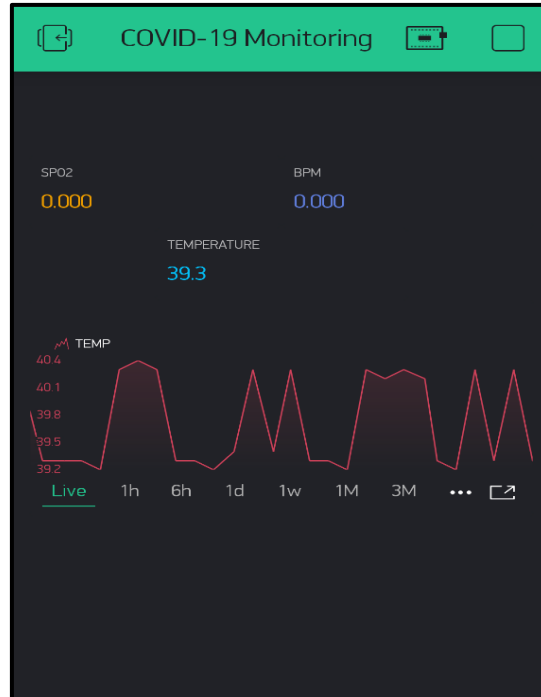 COVID-19 Monitoring
SPO2 BPM
0.000 0.000
TEMPERATURE
39.3
TEMP
40.4
40.1
39.8
39.5
39.2
Live 1h 6h 1d 1w 1M 3M ...